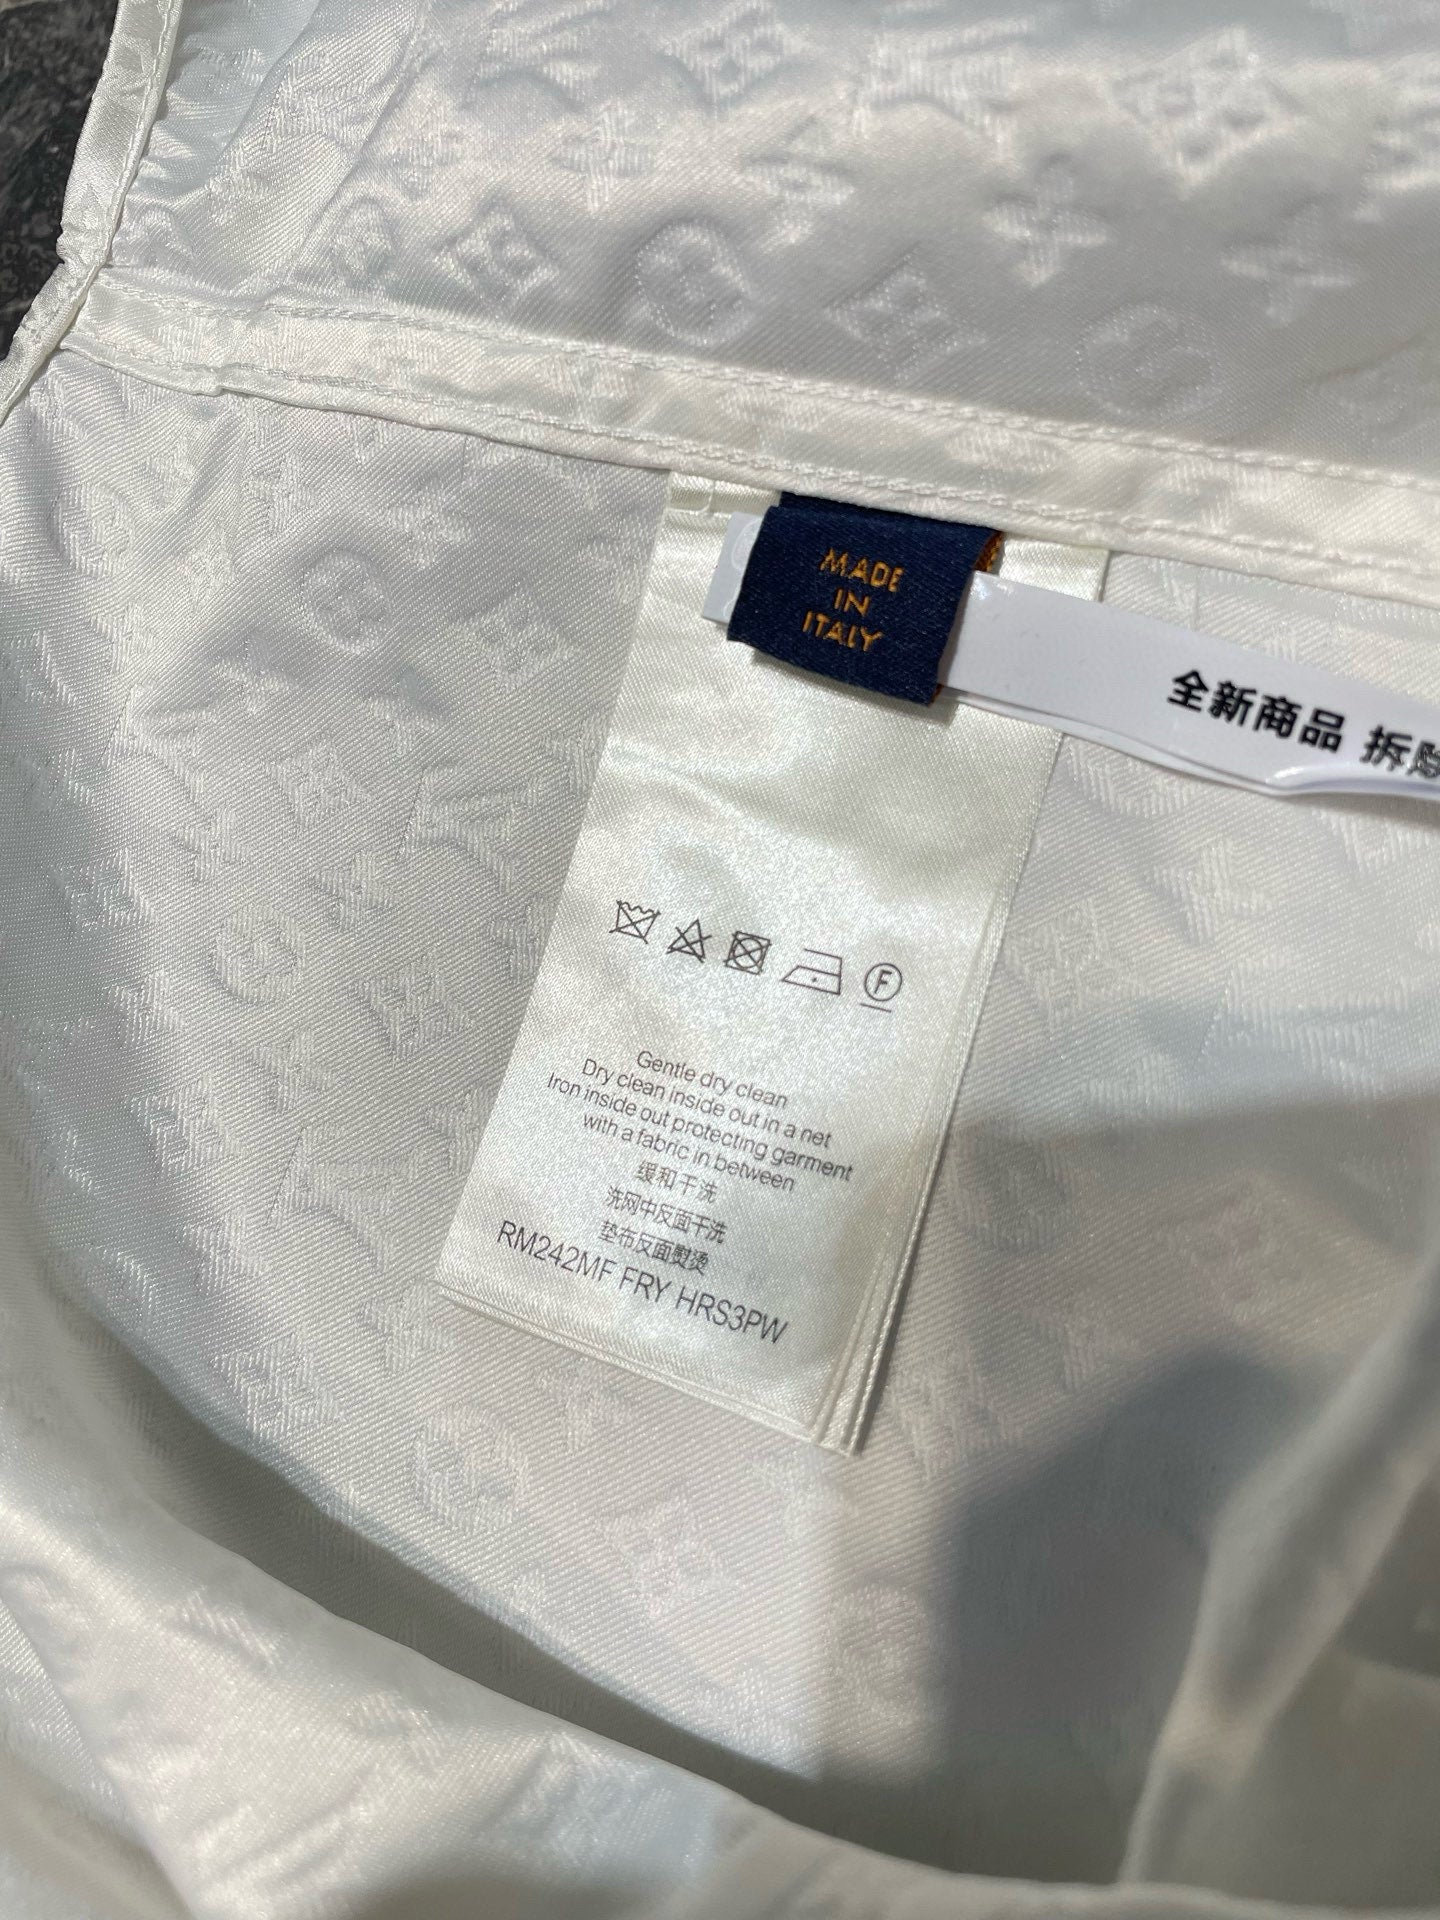 MADE
IN
ITALY
全新商品 拆除
F
Gentle dry clean
Dry clean inside out in a net
Iron inside out protecting garment
with a fabric in between
缓和干洗
洗网中反面干洗
垫布反面熨烫
RM242MF FRY HRS3PW